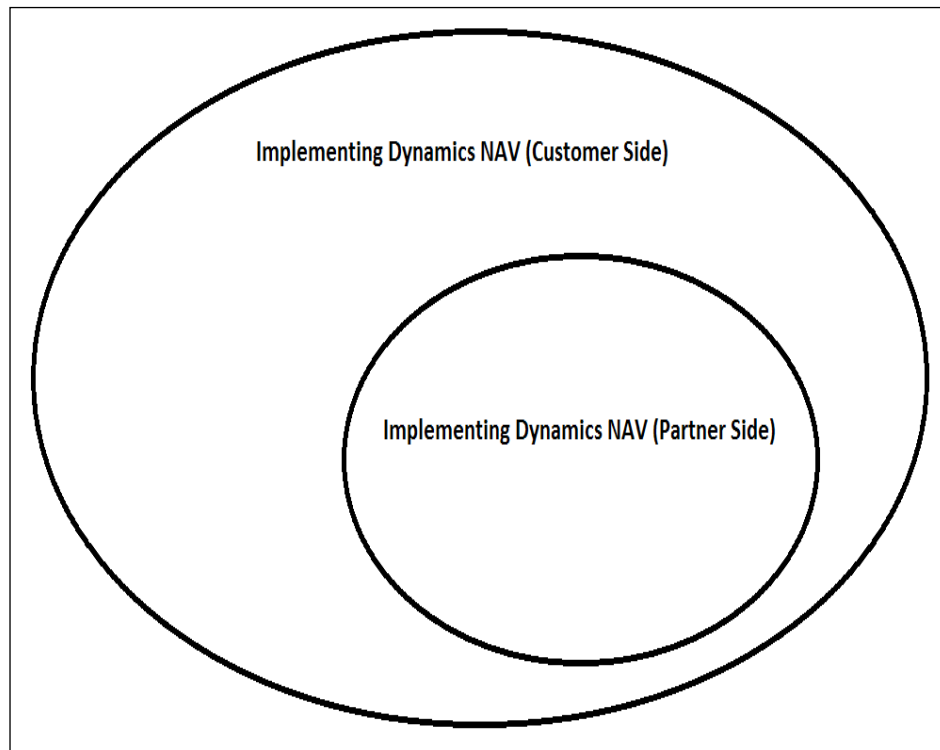 Implementing Dynamics NAV (Customer Side)
Implementing Dynamics NAV (Partner Side)